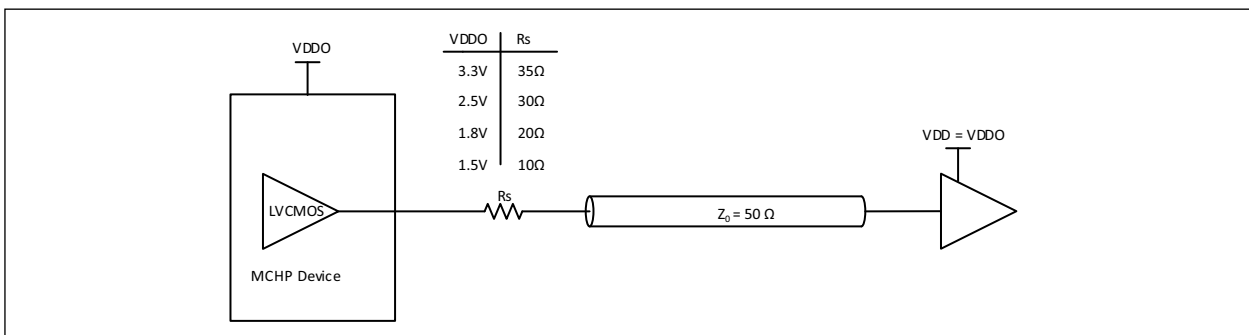 VDDO
VDDO Rs
3.3V 35Ω
2.5V 30Ω
1.8V 20Ω
1.5V 10Ω
VDD = VDDO
LVCMOS
Rs
Z₀ = 50 Ω
MCHP Device